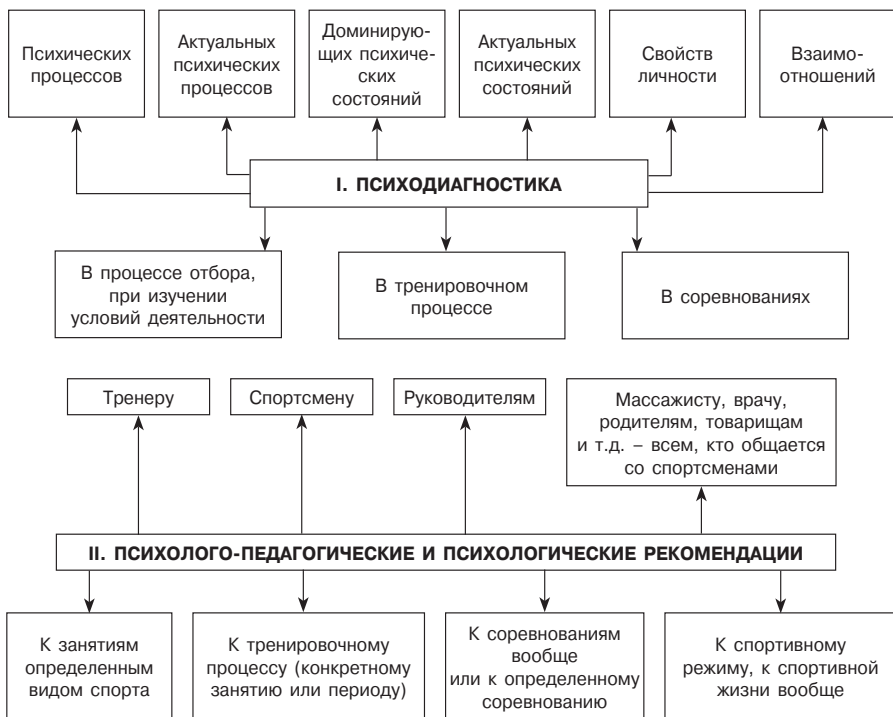 Психических
процессов
Актуальных
психических
процессов
Доминирую-
щих психиче-
ских
состояний
Актуальных
психических
состояний
Свойств
личности
Взаимо-
отношений
I. ПСИХОДИАГНОСТИКА
В процессе отбора,
при изучении
условий деятельности
В тренировочном
процессе
В соревнованиях
Тренеру
Спортсмену
Руководителям
Массажисту, врачу,
родителям, товарищам
и т.д. – всем, кто общается
со спортсменами
II. ПСИХОЛОГО-ПЕДАГОГИЧЕСКИЕ И ПСИХОЛОГИЧЕСКИЕ РЕКОМЕНДАЦИИ
К занятиям
определенным
видом спорта
К тренировочному
процессу (конкретному
занятию или периоду)
К соревнованиям
вообще
или к определенному
соревнованию
К спортивному
режиму, к спортивной
жизни вообще